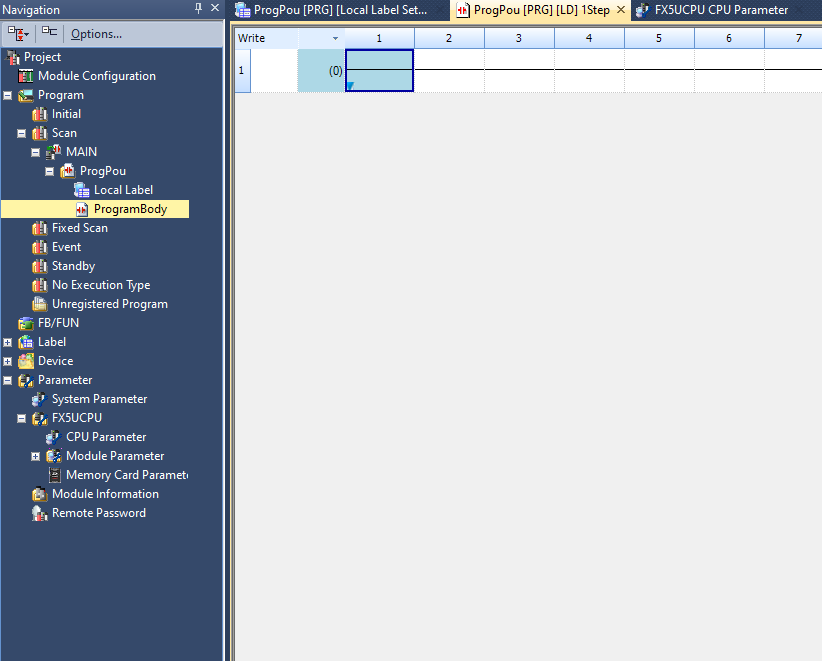 Navigation
Options...
Project
Module Configuration
Program
Initial
Scan
MAIN
ProgPou
Local Label
ProgramBody
Fixed Scan
Event
Standby
No Execution Type
Unregistered Program
FB/FUN
Label
Device
Parameter
System Parameter
FX5UCPU
CPU Parameter
Module Parameter
Memory Card Paramet
Module Information
Remote Password
ProgPou [PRG] [Local Label Set... ProgPou [PRG] [LD] 1Step FX5UCPU CPU Parameter
Write 1 2 3 4 5 6 7
1 (0)